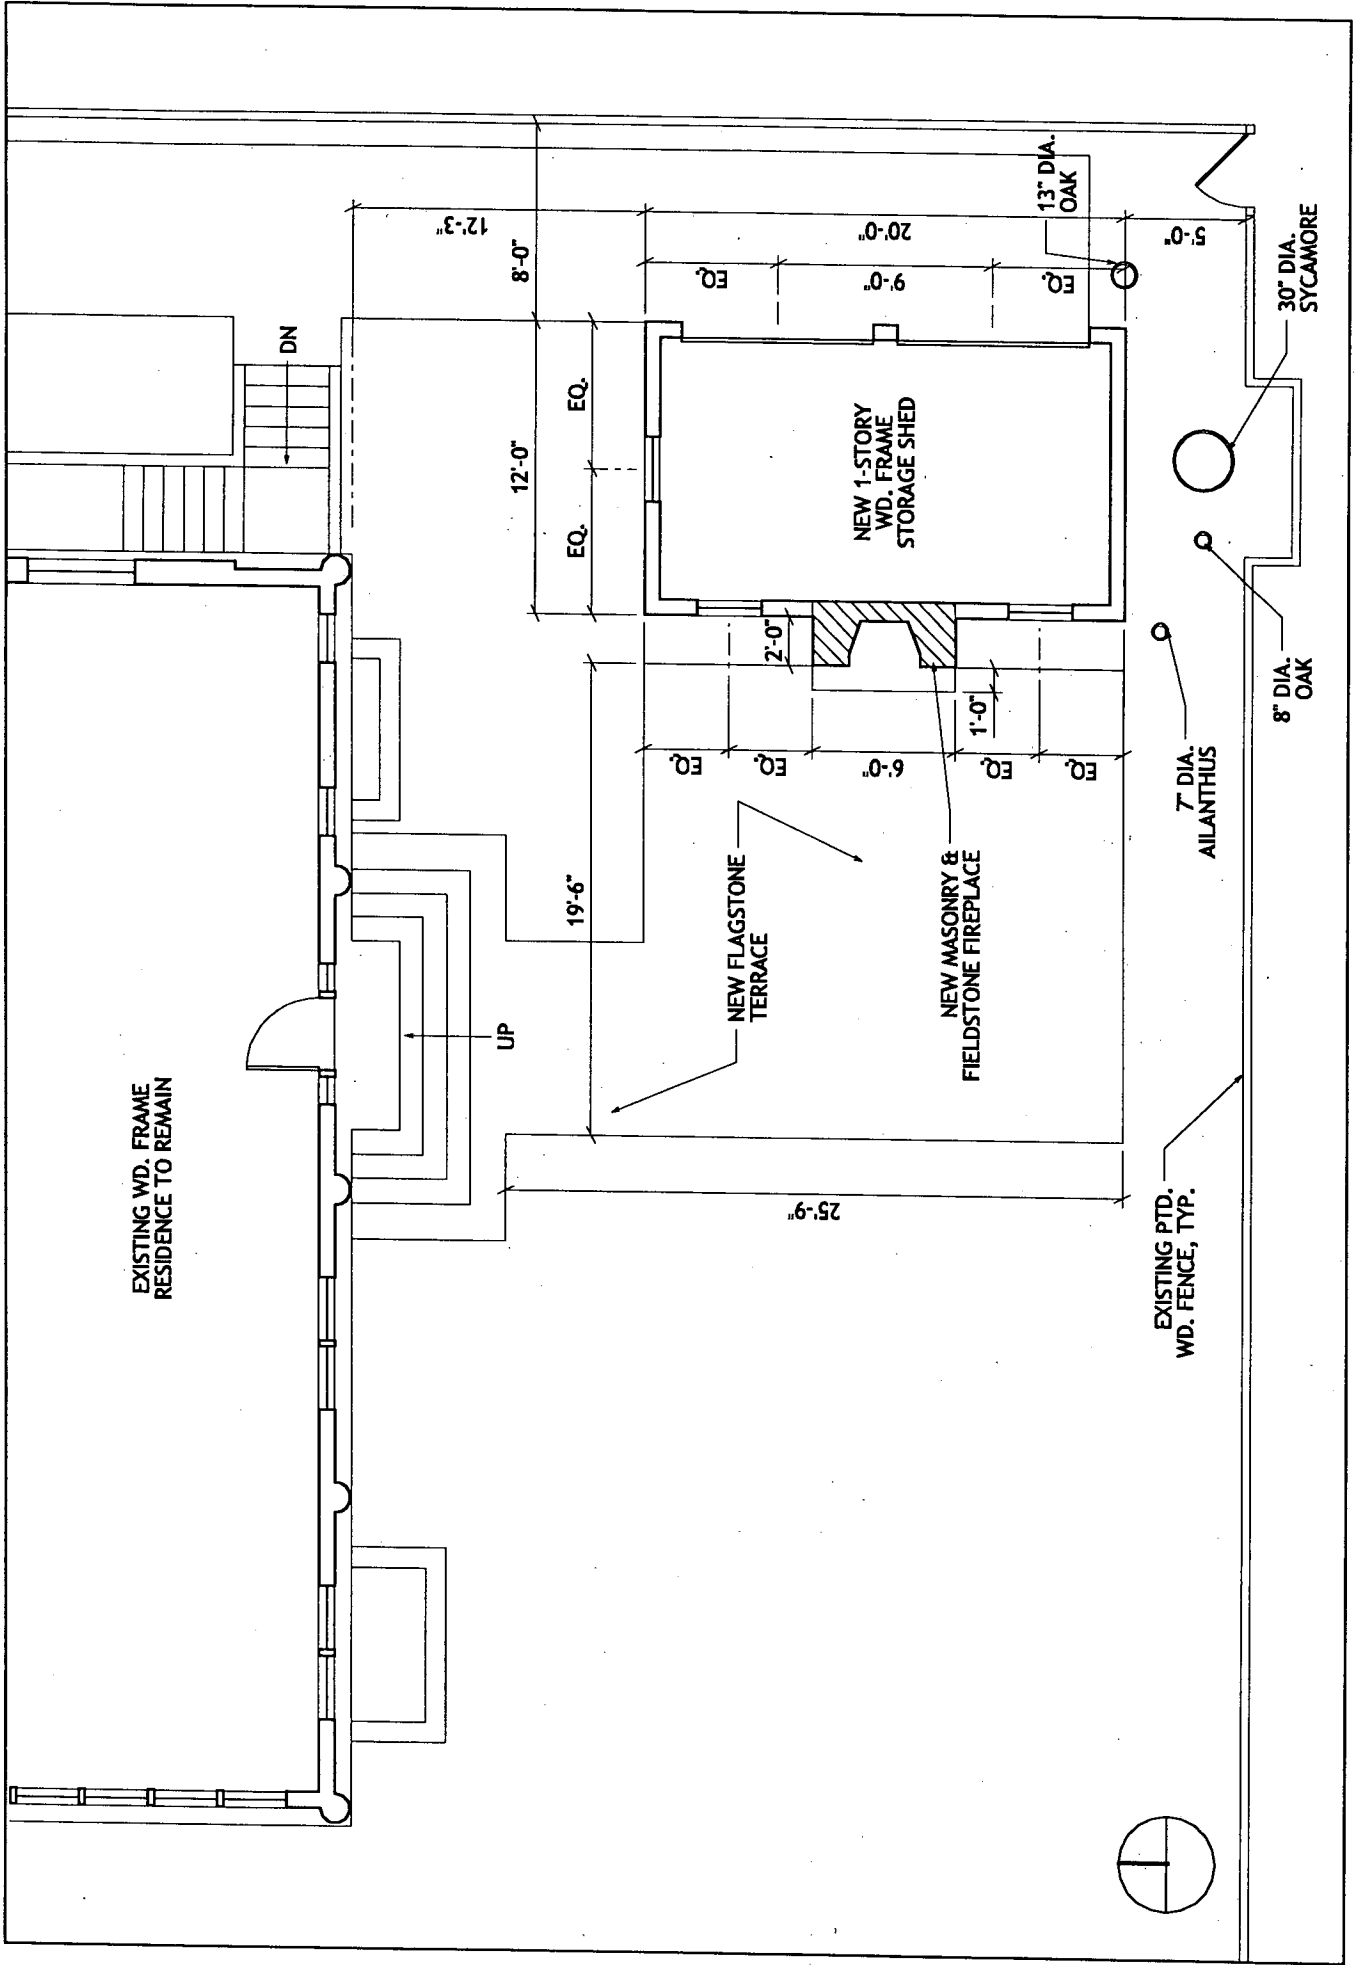 EXISTING WD. FRAME
RESIDENCE TO REMAIN
DN
UP
12'-3"
8'-0"
12'-0"
EQ.
EQ.
20'-0"
EQ.
9'-0"
EQ.
13" DIA.
OAK
5'-0"
30" DIA.
SYCAMORE
NEW 1-STORY
WD. FRAME
STORAGE SHED
2'-0"
1'-0"
19'-6"
EQ.
EQ.
6'-0"
EQ.
EQ.
8" DIA.
OAK
7" DIA.
AILANTHUS
NEW FLAGSTONE
TERRACE
NEW MASONRY &
FIELDSTONE FIREPLACE
25'-9"
EXISTING PTD.
WD. FENCE, TYP.